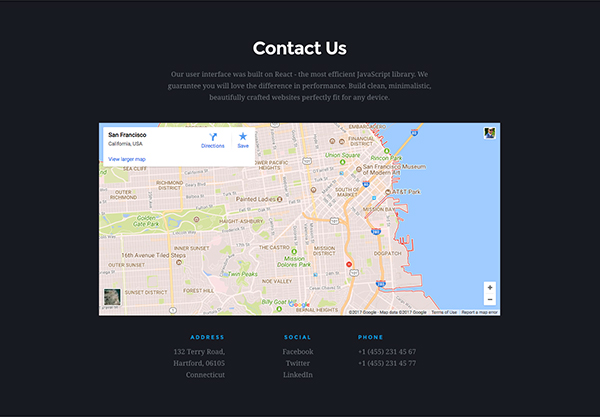 Contact Us
Our user interface was built on React - the most efficient JavaScript library. We
guarantee you will love the difference in performance. Build clean, minimalistic,
beautifully crafted websites perfectly fit for any device.
San Francisco
California, USA
Directions
Save
View larger map
EMBARCADERO
FINANCIAL
DISTRICT
Union Square
Rincon Park
LOWER PACIFIC
HEIGHTS
San Francisco Museum
of Modern Art
SEA CLIFF
OUTER
RICHMOND
RICHMOND
DISTRICT
SOUTH OF
MARKET
AT&T Park
Painted Ladies
MISSION BAY
Golden
Gate Park
HAIGHT-ASHBURY
INNER SUNSET
16th Avenue Tiled Steps
THE CASTRO
MISSION
DISTRICT
Mission
Dolores Park
DOGPATCH
OUTER SUNSET
Twin Peaks
NOE VALLEY
SUNSET DISTRICT
FOREST HILL
Billy Goat Hill
BERNAL HEIGHTS
Google
+
−
©2017 Google - Map data ©2017 Google
Terms of Use
Report a map error
ADDRESS
132 Terry Road,
Hartford, 06105
Connecticut
SOCIAL
Facebook
Twitter
LinkedIn
PHONE
+1 (455) 231 45 67
+1 (455) 231 45 77